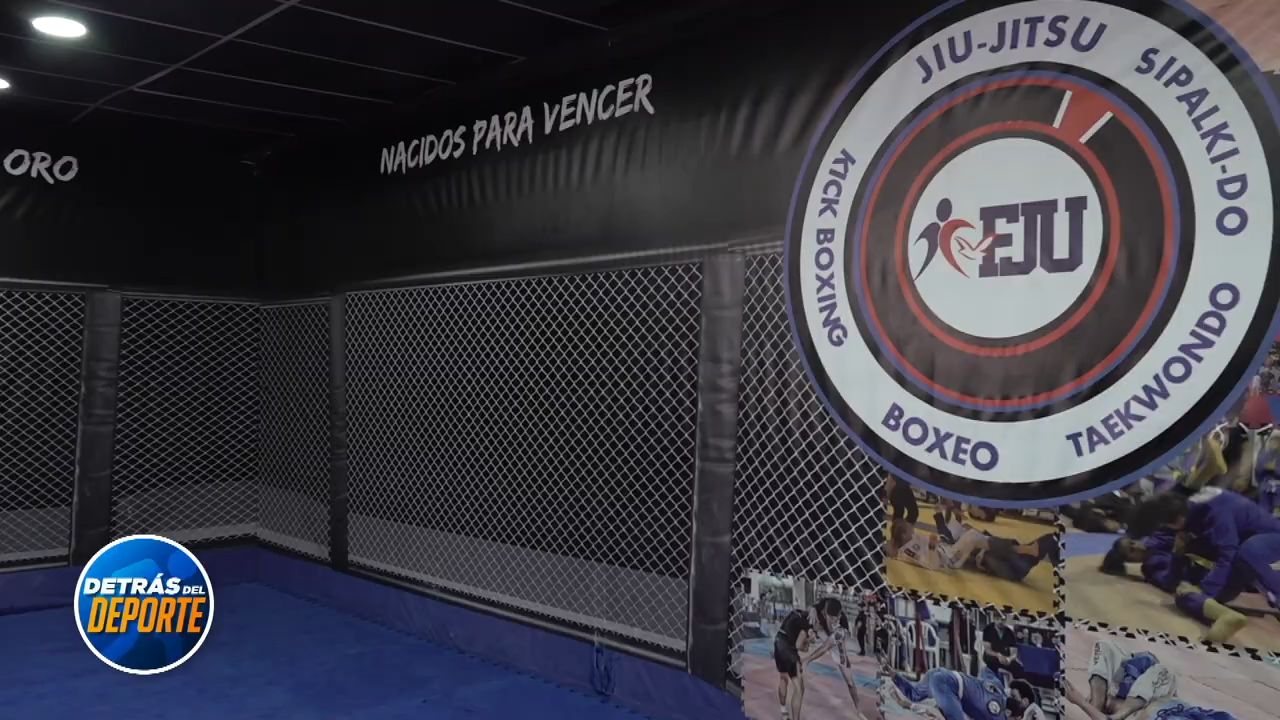 ORO
NACIDOS PARA VENCER
JIU-JITSU
SIPALKI-DO
TAEKWONDO
BOXEO
KICK BOXING
EJU
DETRÁS DEL
DEPORTE